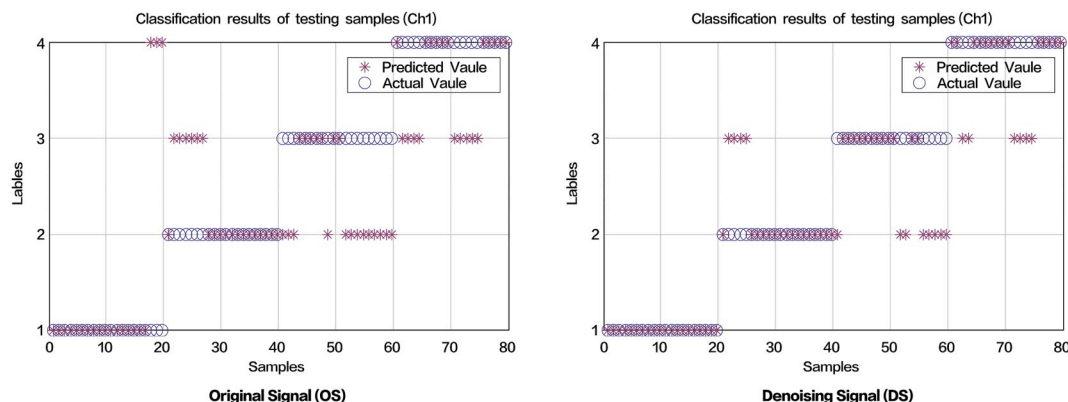 Classification results of testing samples (Ch1)
4
3
2
1
Lables
Predicted Vaule
Actual Vaule
0 10 20 30 40 50 60 70 80
Samples
Original Signal (OS)
Classification results of testing samples (Ch1)
4
3
2
1
Lables
Predicted Vaule
Actual Vaule
0 10 20 30 40 50 60 70 80
Samples
Denoising Signal (DS)